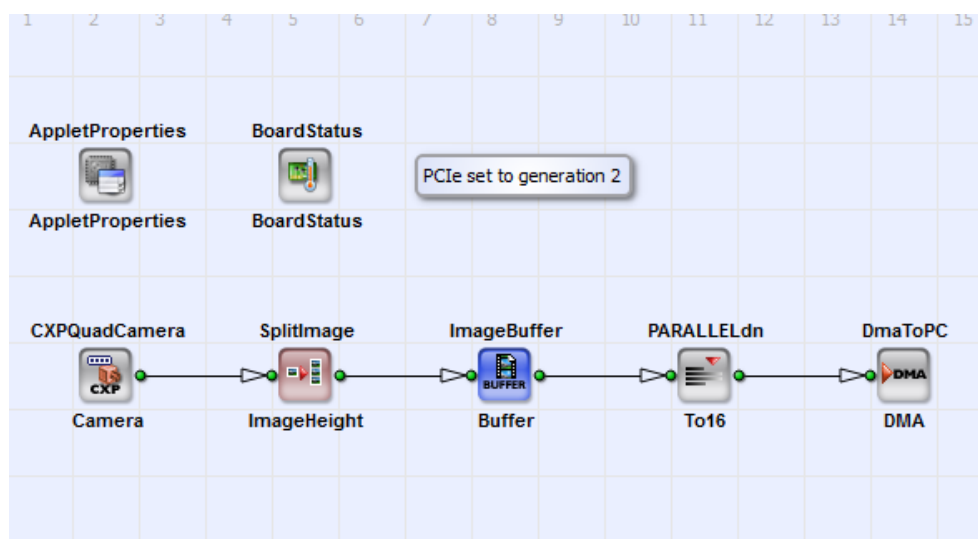 1 2 3 4 5 6 7 8 9 10 11 12 13 14 15
AppletProperties BoardStatus
PCIe set to generation 2
AppletProperties BoardStatus
CXPQuadCamera SplitImage ImageBuffer PARALLELdn DmaToPC
CXP BUFFER DMA
Camera ImageHeight Buffer To16 DMA